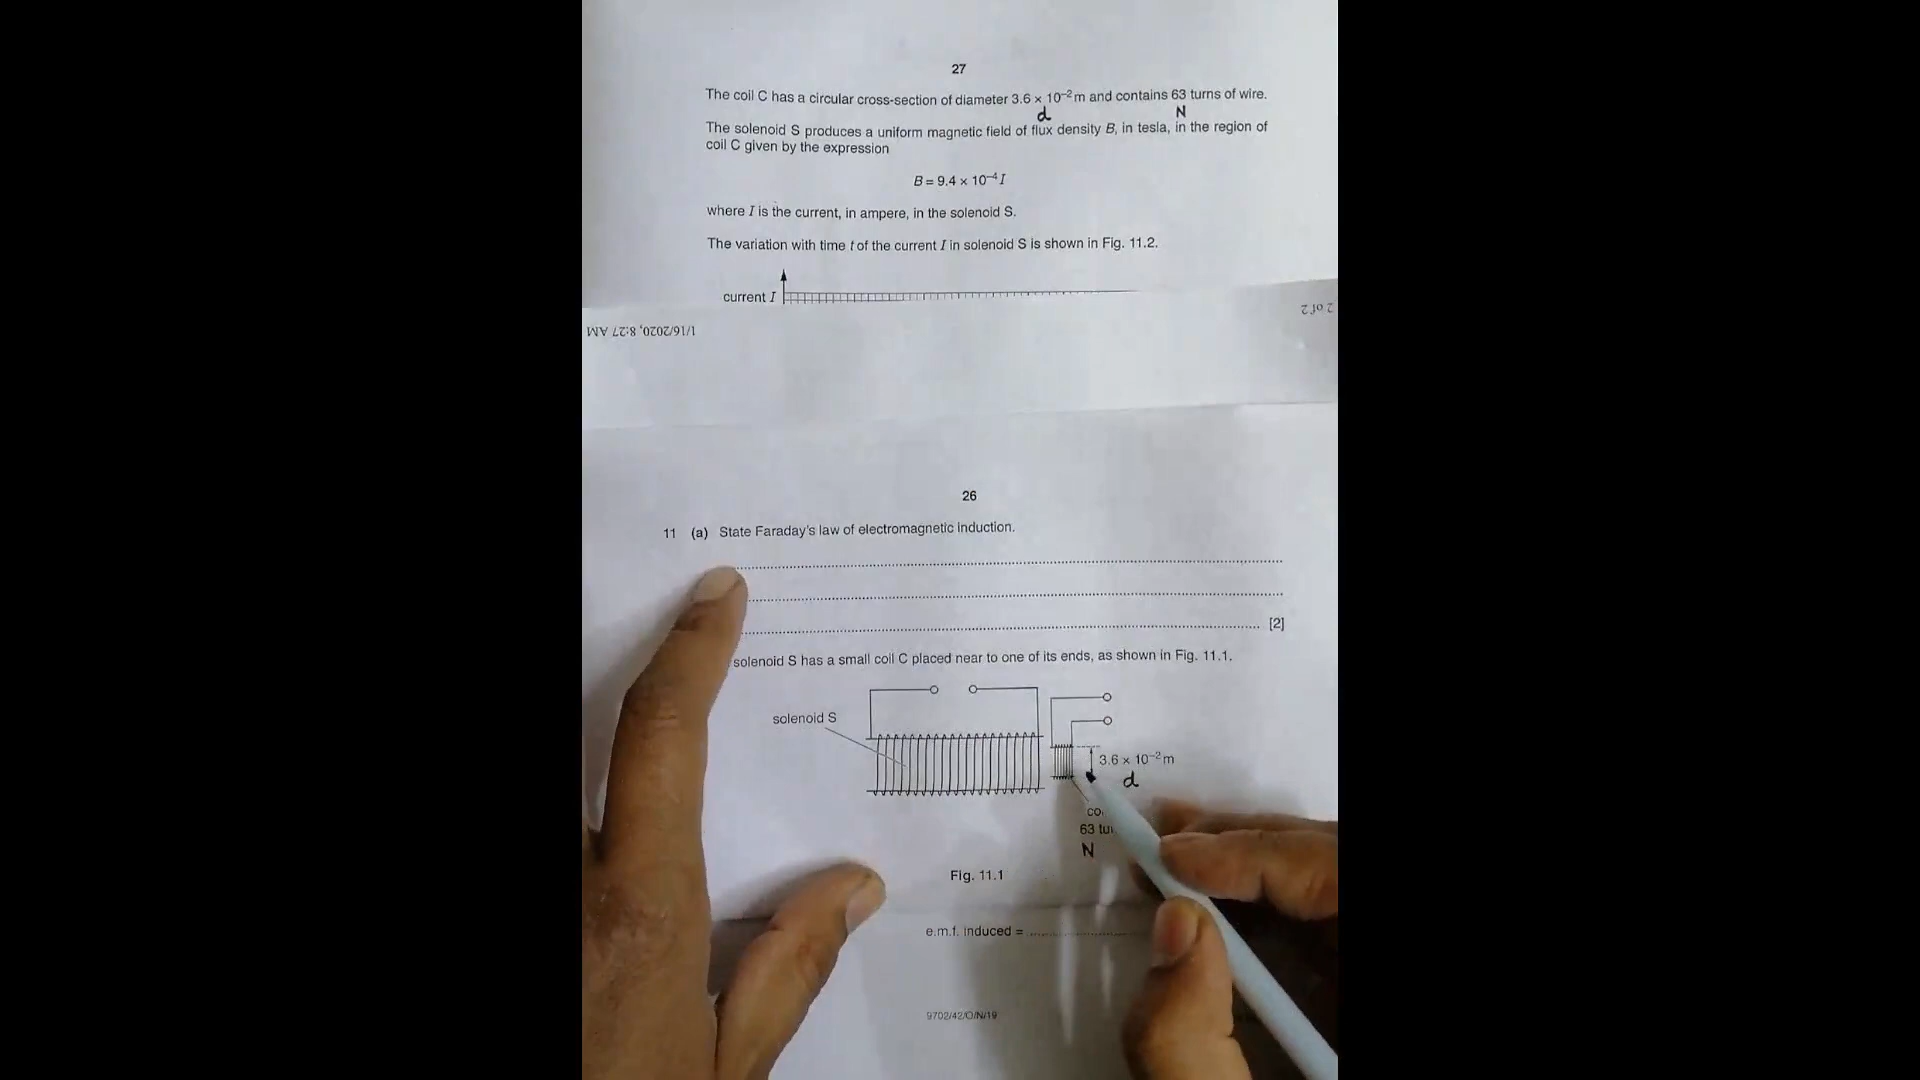 27
The coil C has a circular cross-section of diameter 3.6 × 10⁻² m and contains 63 turns of wire.
d N
The solenoid S produces a uniform magnetic field of flux density B, in tesla, in the region of
coil C given by the expression
B = 9.4 × 10⁻⁴ I
where I is the current, in ampere, in the solenoid S.
The variation with time t of the current I in solenoid S is shown in Fig. 11.2.
current I
2 of 2
1/16/2020, 8:27 AM
26
11 (a) State Faraday's law of electromagnetic induction.
[2]
solenoid S has a small coil C placed near to one of its ends, as shown in Fig. 11.1.
solenoid S
3.6 × 10⁻² m
d
63
N
Fig. 11.1
e.m.f. induced =
9702/42/O/N/19